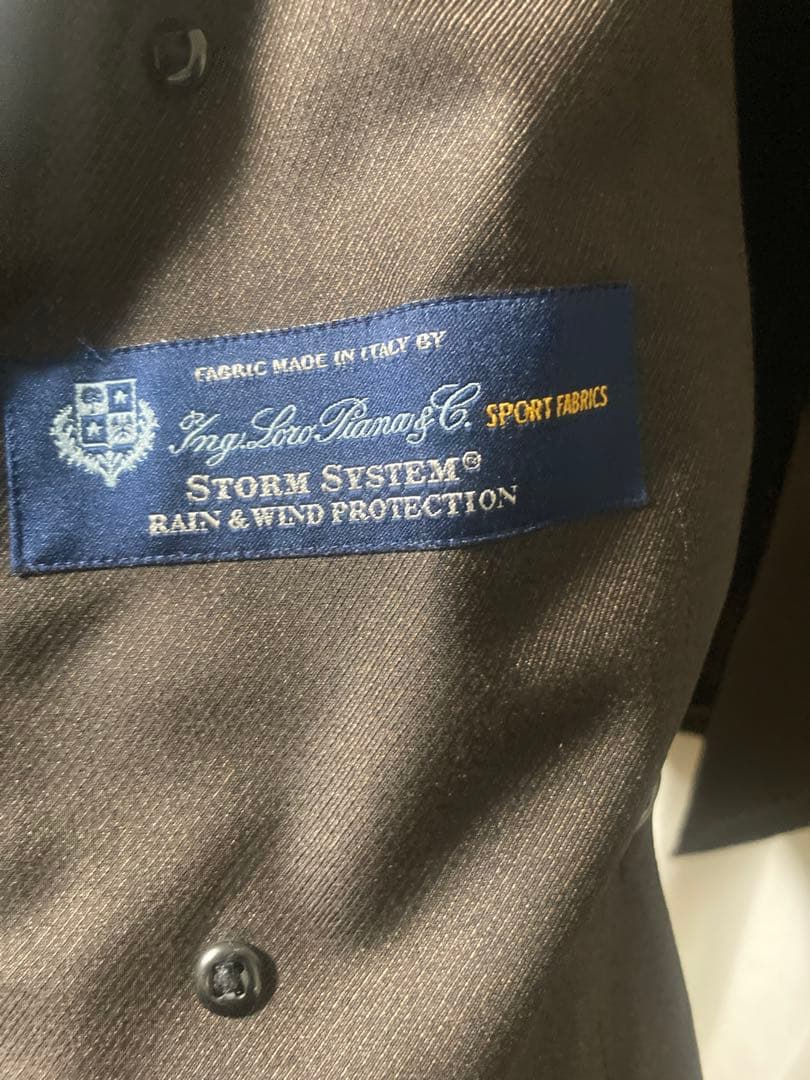 FABRIC MADE IN ITALY BY
Ing. Loro Piana & C. SPORT FABRICS
STORM SYSTEM®
RAIN & WIND PROTECTION